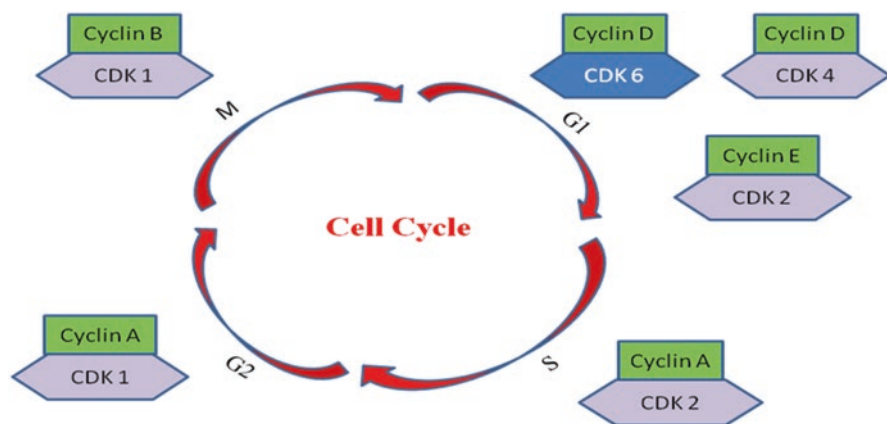 Cyclin B
CDK 1
Cyclin D
CDK 6
Cyclin D
CDK 4
M
G1
Cyclin E
CDK 2
Cell Cycle
Cyclin A
CDK 1
G2
S
Cyclin A
CDK 2